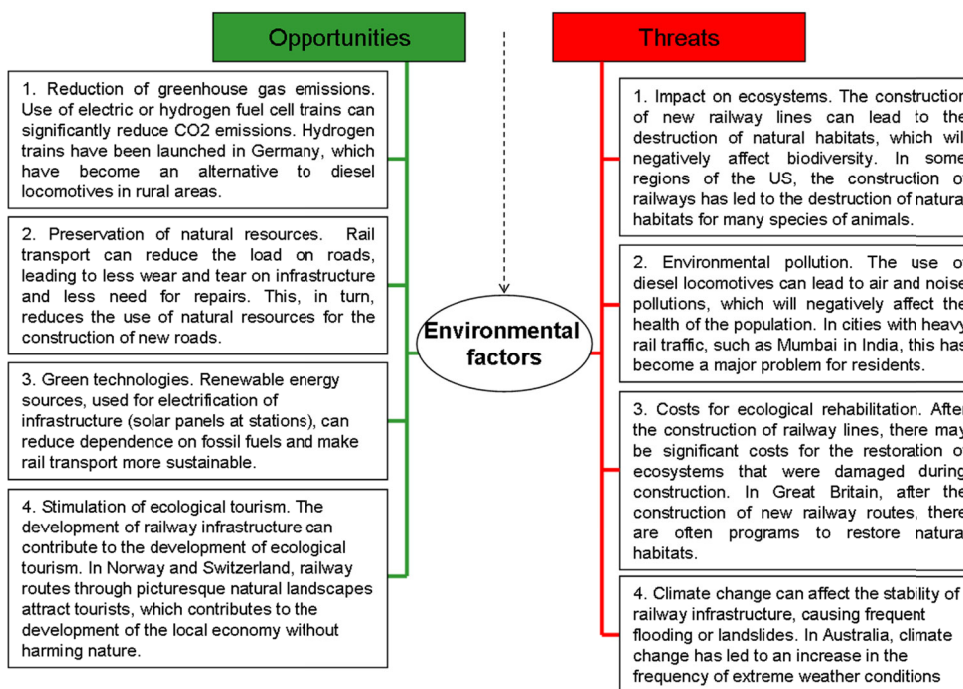 Opportunities
1. Reduction of greenhouse gas emissions.
Use of electric or hydrogen fuel cell trains can
significantly reduce CO2 emissions. Hydrogen
trains have been launched in Germany, which
have become an alternative to diesel
locomotives in rural areas.
2. Preservation of natural resources. Rail
transport can reduce the load on roads,
leading to less wear and tear on infrastructure
and less need for repairs. This, in turn,
reduces the use of natural resources for the
construction of new roads.
3. Green technologies. Renewable energy
sources, used for electrification of
infrastructure (solar panels at stations), can
reduce dependence on fossil fuels and make
rail transport more sustainable.
4. Stimulation of ecological tourism. The
development of railway infrastructure can
contribute to the development of ecological
tourism. In Norway and Switzerland, railway
routes through picturesque natural landscapes
attract tourists, which contributes to the
development of the local economy without
harming nature.
Environmental
factors
Threats
1. Impact on ecosystems. The construction
of new railway lines can lead to the
destruction of natural habitats, which will
negatively affect biodiversity. In some
regions of the US, the construction of
railways has led to the destruction of natural
habitats for many species of animals.
2. Environmental pollution. The use of
diesel locomotives can lead to air and noise
pollutions, which will negatively affect the
health of the population. In cities with heavy
rail traffic, such as Mumbai in India, this has
become a major problem for residents.
3. Costs for ecological rehabilitation. After
the construction of railway lines, there may
be significant costs for the restoration of
ecosystems that were damaged during
construction. In Great Britain, after the
construction of new railway routes, there
are often programs to restore natural
habitats.
4. Climate change can affect the stability of
railway infrastructure, causing frequent
flooding or landslides. In Australia, climate
change has led to an increase in the
frequency of extreme weather conditions